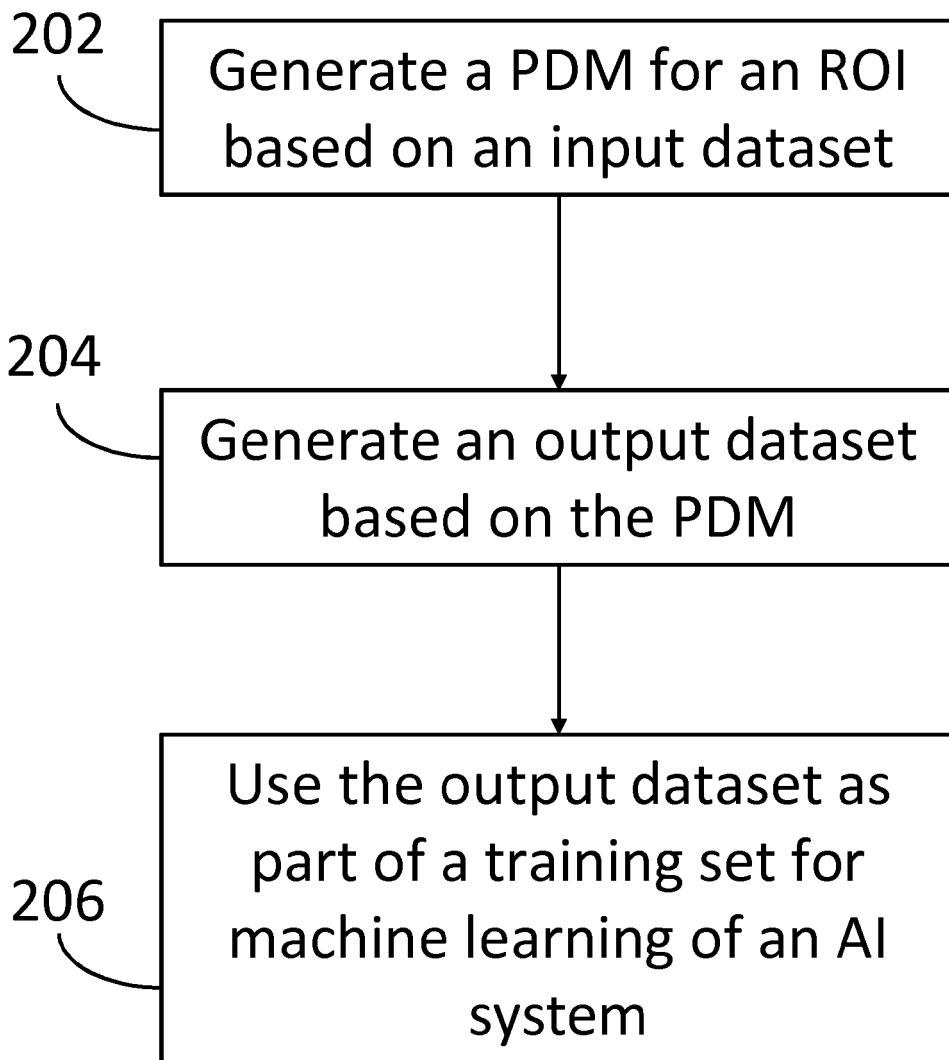 202
Generate a PDM for an ROI
based on an input dataset
204
Generate an output dataset
based on the PDM
206
Use the output dataset as
part of a training set for
machine learning of an AI
system